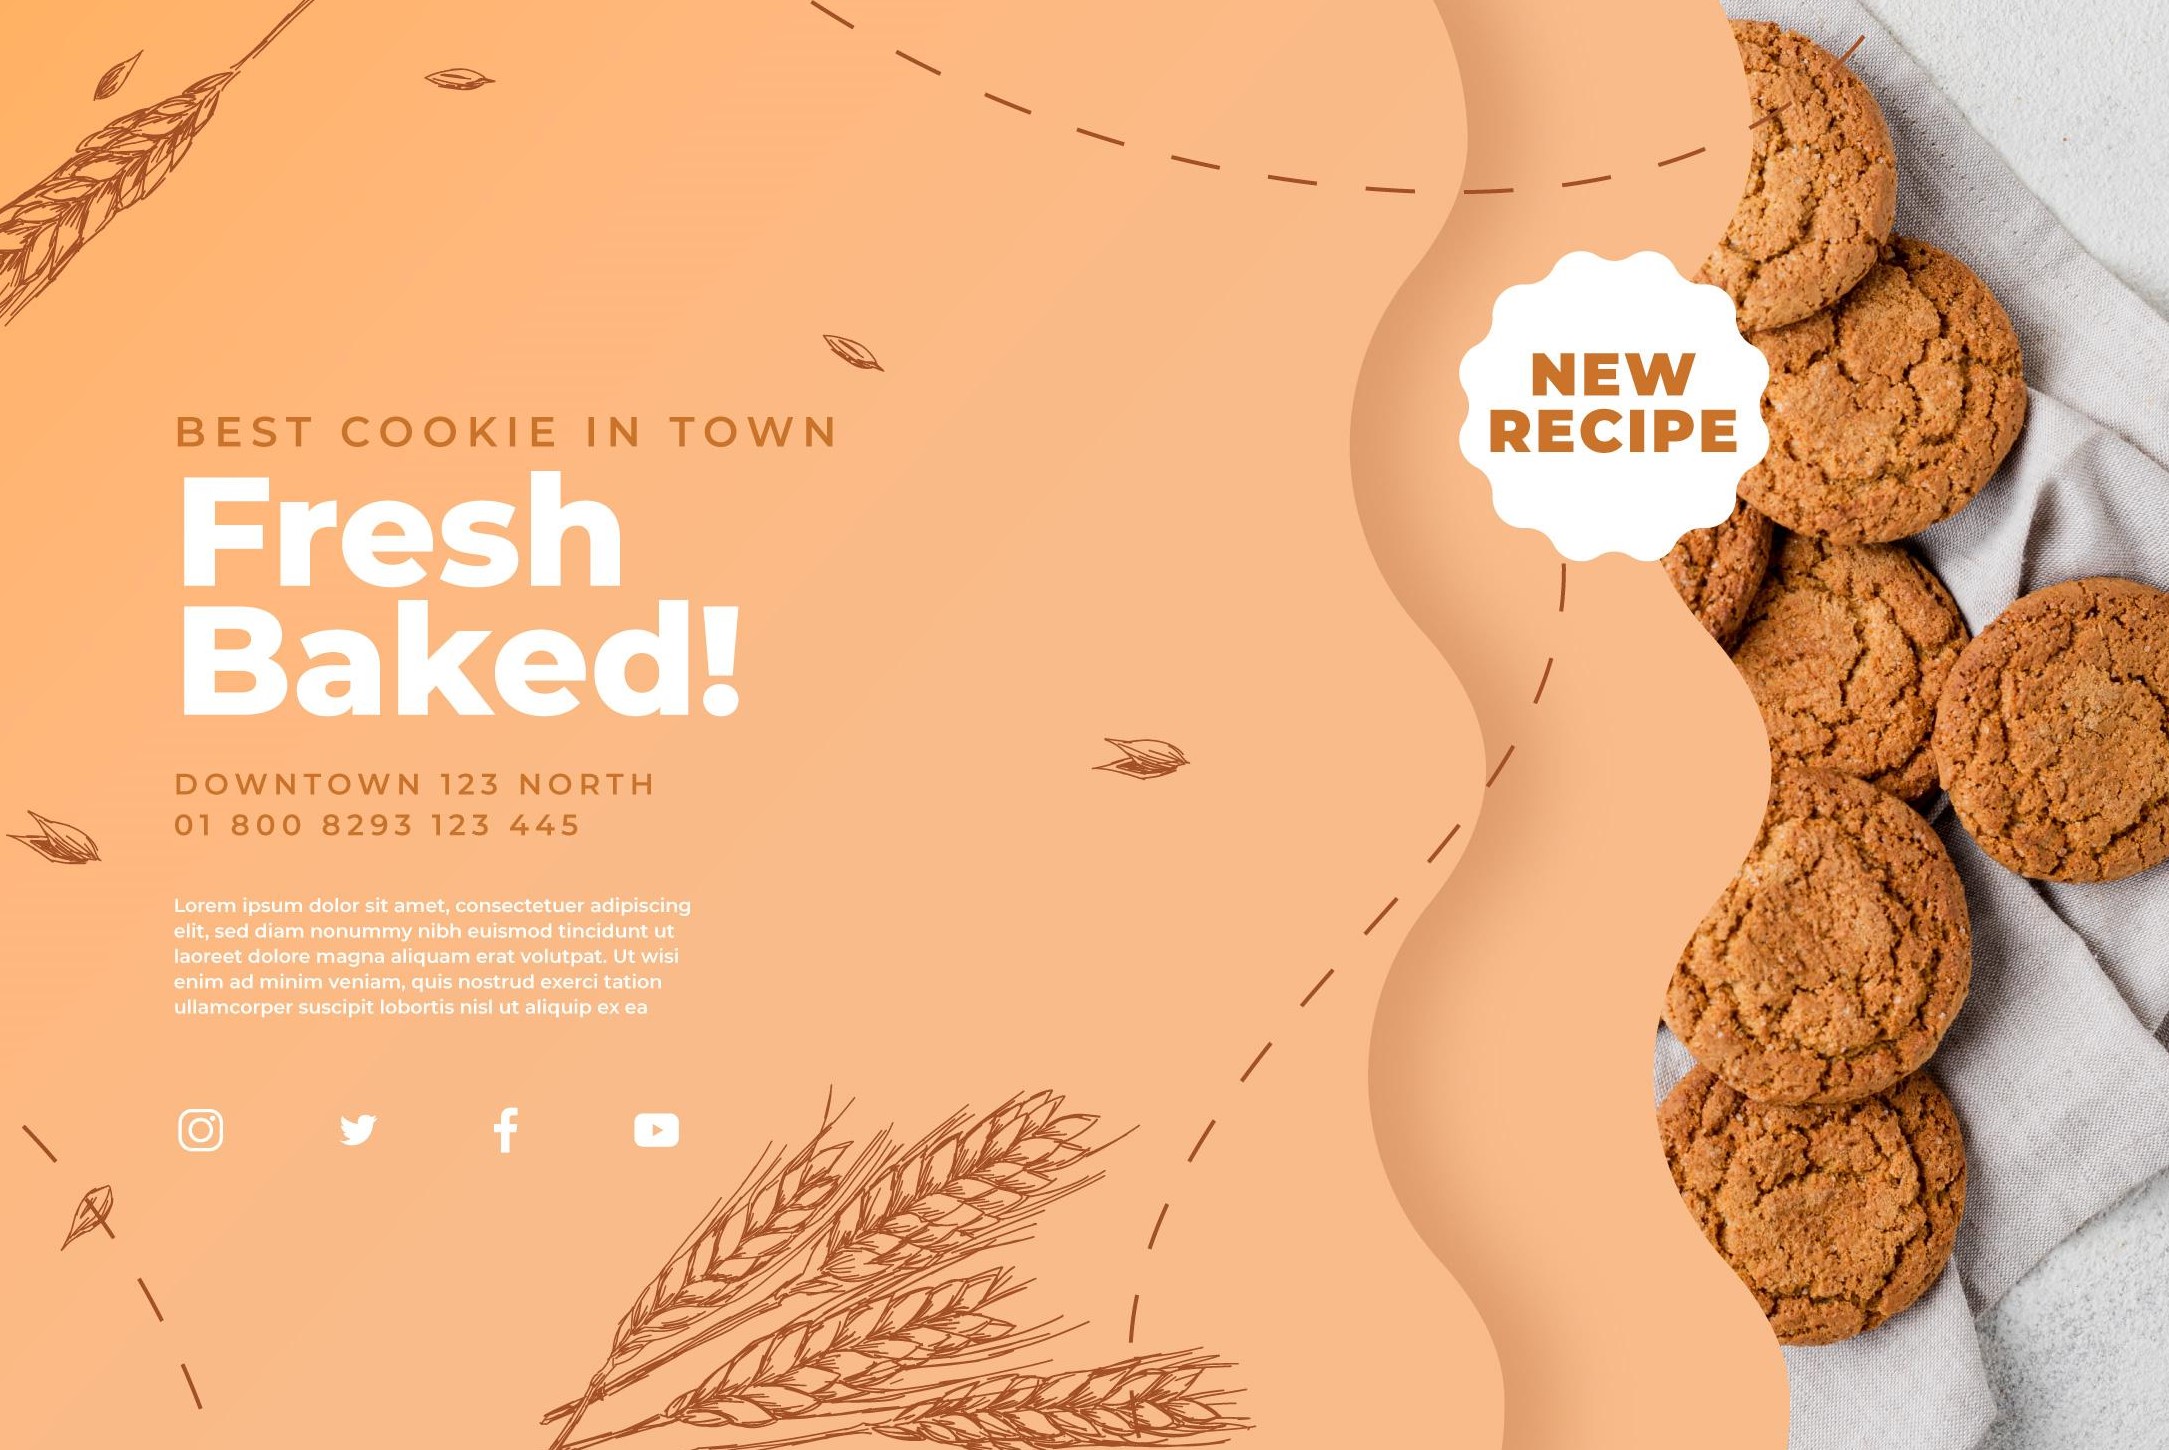 BEST COOKIE IN TOWN
Fresh
Baked!
DOWNTOWN 123 NORTH
01 800 8293 123 445
Lorem ipsum dolor sit amet, consectetuer adipiscing
elit, sed diam nonummy nibh euismod tincidunt ut
laoreet dolore magna aliquam erat volutpat. Ut wisi
enim ad minim veniam, quis nostrud exerci tation
ullamcorper suscipit lobortis nisl ut aliquip ex ea
NEW
RECIPE